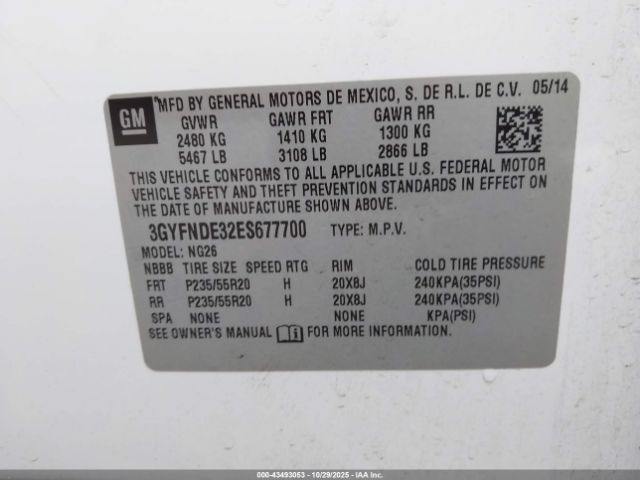 GM
MFD BY GENERAL MOTORS DE MEXICO, S. DE R.L. DE C.V. 05/14
GVWR GAWR FRT GAWR RR
2480 KG 1410 KG 1300 KG
5467 LB 3108 LB 2866 LB
THIS VEHICLE CONFORMS TO ALL APPLICABLE U.S. FEDERAL MOTOR
VEHICLE SAFETY AND THEFT PREVENTION STANDARDS IN EFFECT ON
THE DATE OF MANUFACTURE SHOWN ABOVE.
3GYFNDE32ES677700 TYPE: M.P.V.
MODEL: NG26
NBBB TIRE SIZE SPEED RTG RIM COLD TIRE PRESSURE
FRT P235/55R20 H 20X8J 240KPA(35PSI)
RR P235/55R20 H 20X8J 240KPA(35PSI)
SPA NONE NONE KPA(PSI)
SEE OWNER'S MANUAL FOR MORE INFORMATION.
000-43493053 - 10/29/2025 - COPYRIGHT IAA, LLC.